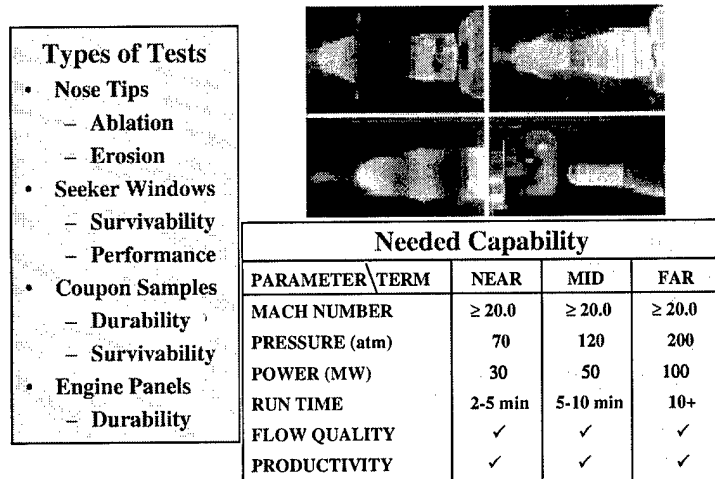 Types of Tests
• Nose Tips
– Ablation
– Erosion
• Seeker Windows
– Survivability
– Performance
• Coupon Samples
– Durability
– Survivability
• Engine Panels
– Durability
Needed Capability
PARAMETER\TERM NEAR MID FAR
MACH NUMBER ≥ 20.0 ≥ 20.0 ≥ 20.0
PRESSURE (atm) 70 120 200
POWER (MW) 30 50 100
RUN TIME 2-5 min 5-10 min 10+
FLOW QUALITY ✓ ✓ ✓
PRODUCTIVITY ✓ ✓ ✓